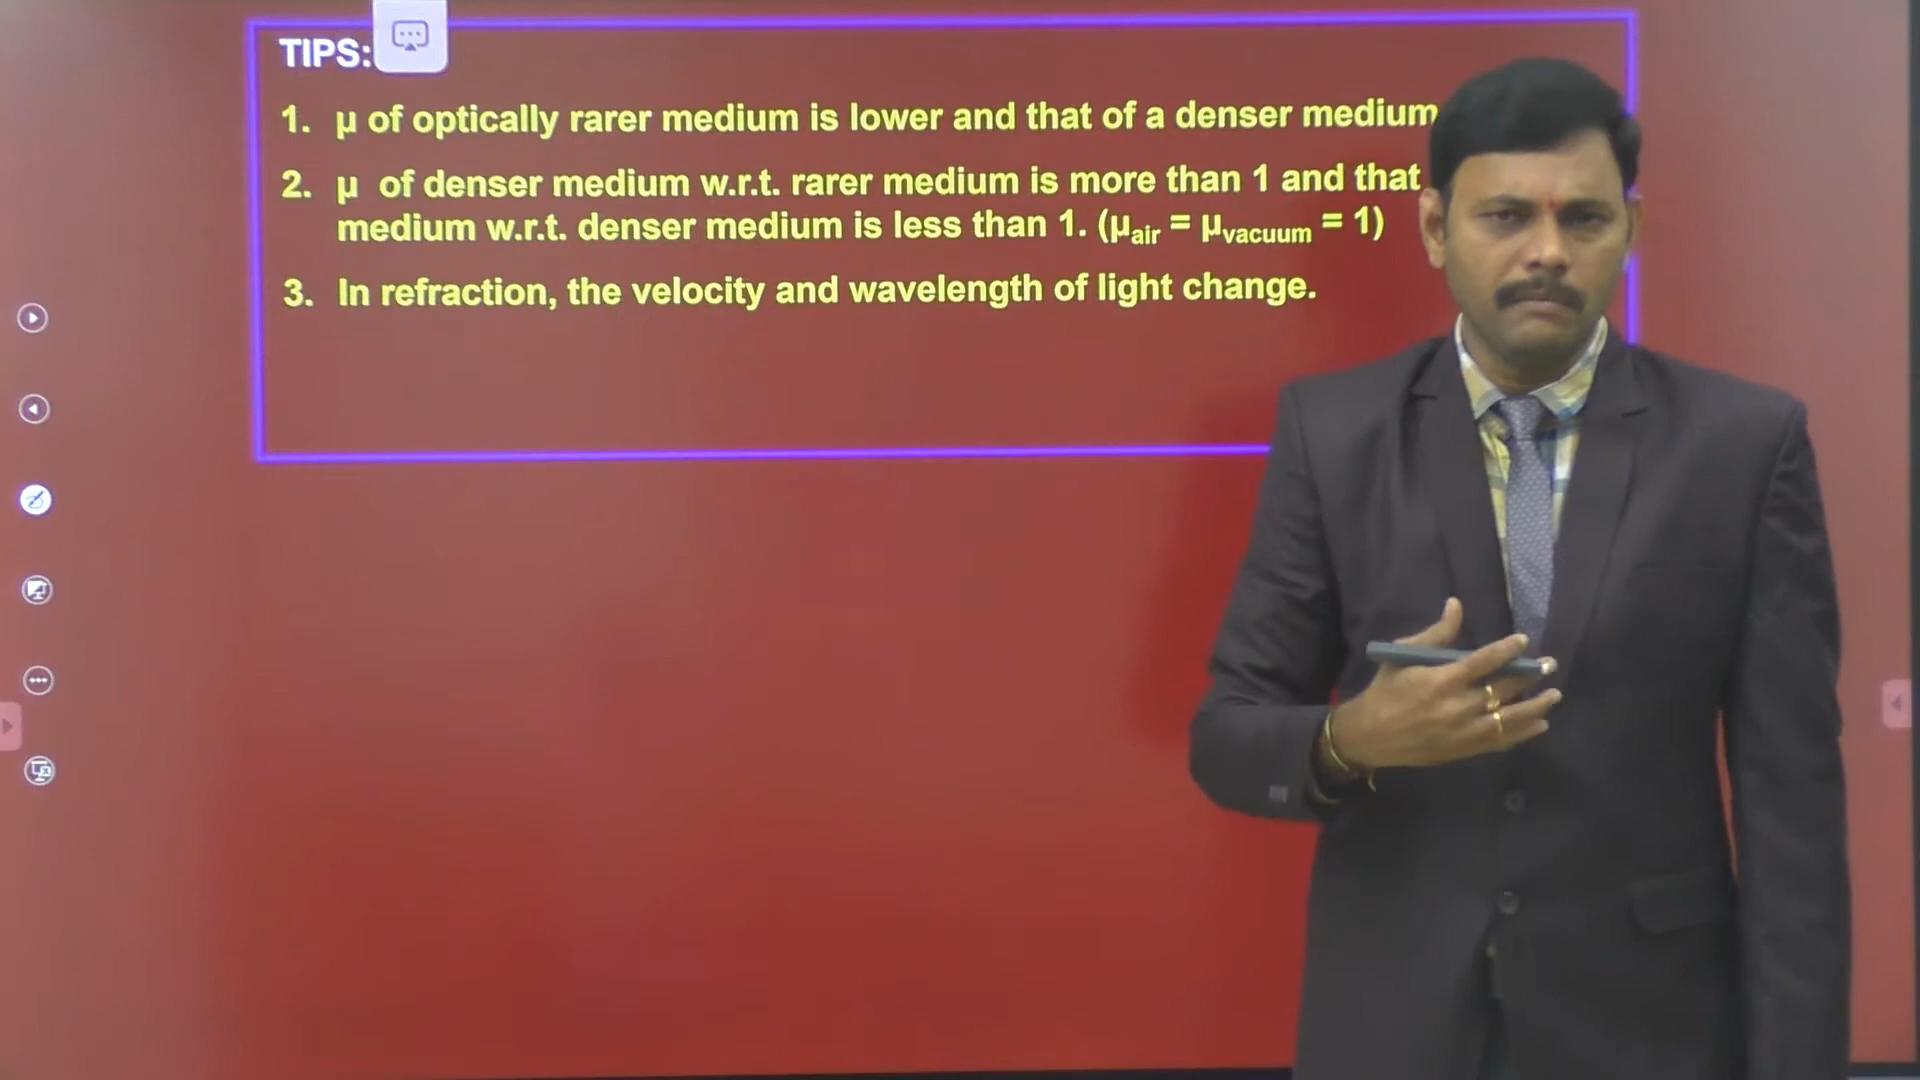 TIPS:
1. μ of optically rarer medium is lower and that of a denser medium
2. μ of denser medium w.r.t. rarer medium is more than 1 and that
medium w.r.t. denser medium is less than 1. (μair = μvacuum = 1)
3. In refraction, the velocity and wavelength of light change.